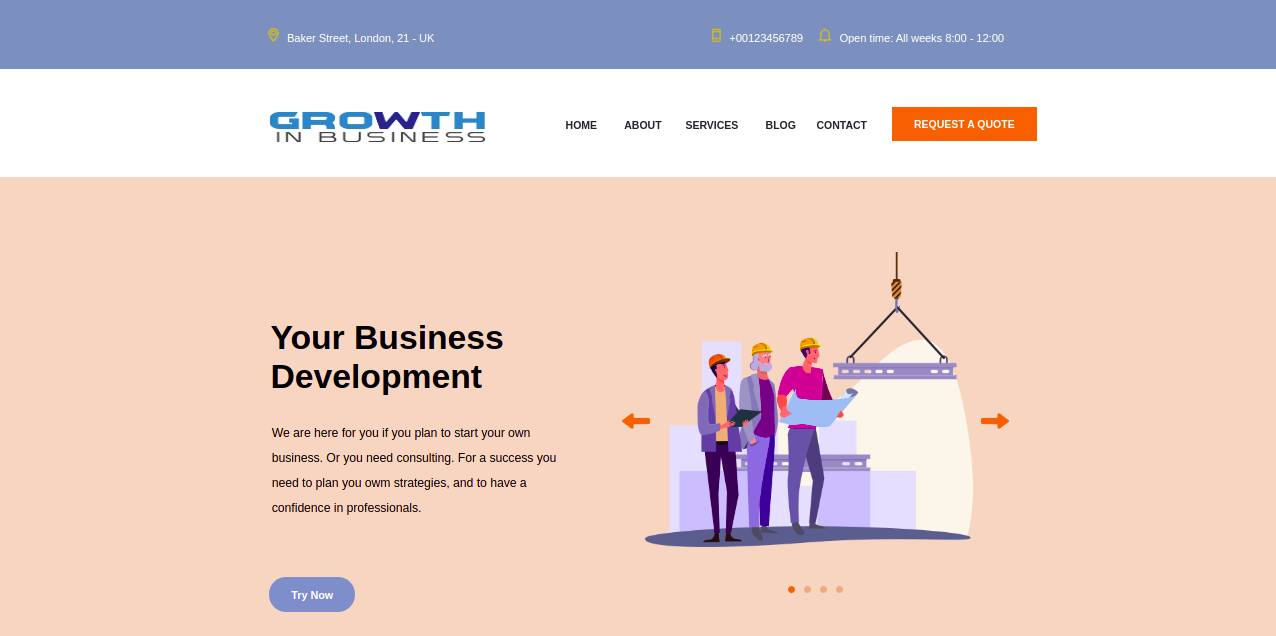 Baker Street, London, 21 - UK
+00123456789
Open time: All weeks 8:00 - 12:00
GROWTH
IN BUSINESS
HOME
ABOUT
SERVICES
BLOG
CONTACT
REQUEST A QUOTE
Your Business
Development
We are here for you if you plan to start your own
business. Or you need consulting. For a success you
need to plan you owm strategies, and to have a
confidence in professionals.
Try Now